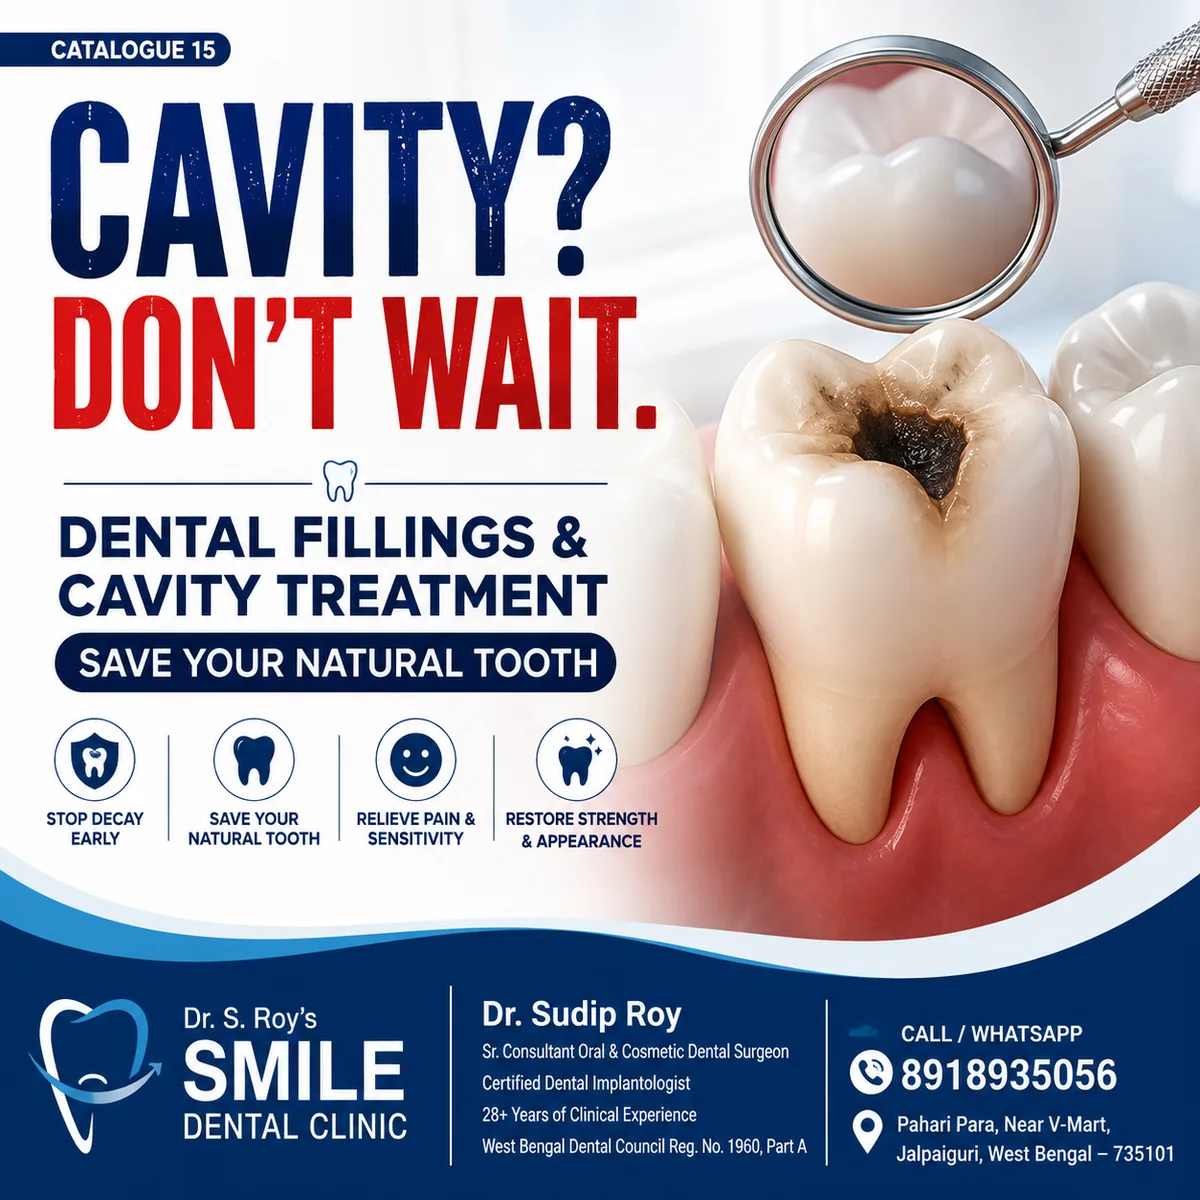 CATALOGUE 15
CAVITY?
DON'T WAIT.
DENTAL FILLINGS &
CAVITY TREATMENT
SAVE YOUR NATURAL TOOTH
STOP DECAY
EARLY
SAVE YOUR
NATURAL TOOTH
RELIEVE PAIN &
SENSITIVITY
RESTORE STRENGTH
& APPEARANCE
Dr. S. Roy's
SMILE
DENTAL CLINIC
Dr. Sudip Roy
Sr. Consultant Oral & Cosmetic Dental Surgeon
Certified Dental Implantologist
28+ Years of Clinical Experience
West Bengal Dental Council Reg. No. 1960, Part A
CALL / WHATSAPP
8918935056
Pahari Para, Near V-Mart,
Jalpaiguri, West Bengal – 735101